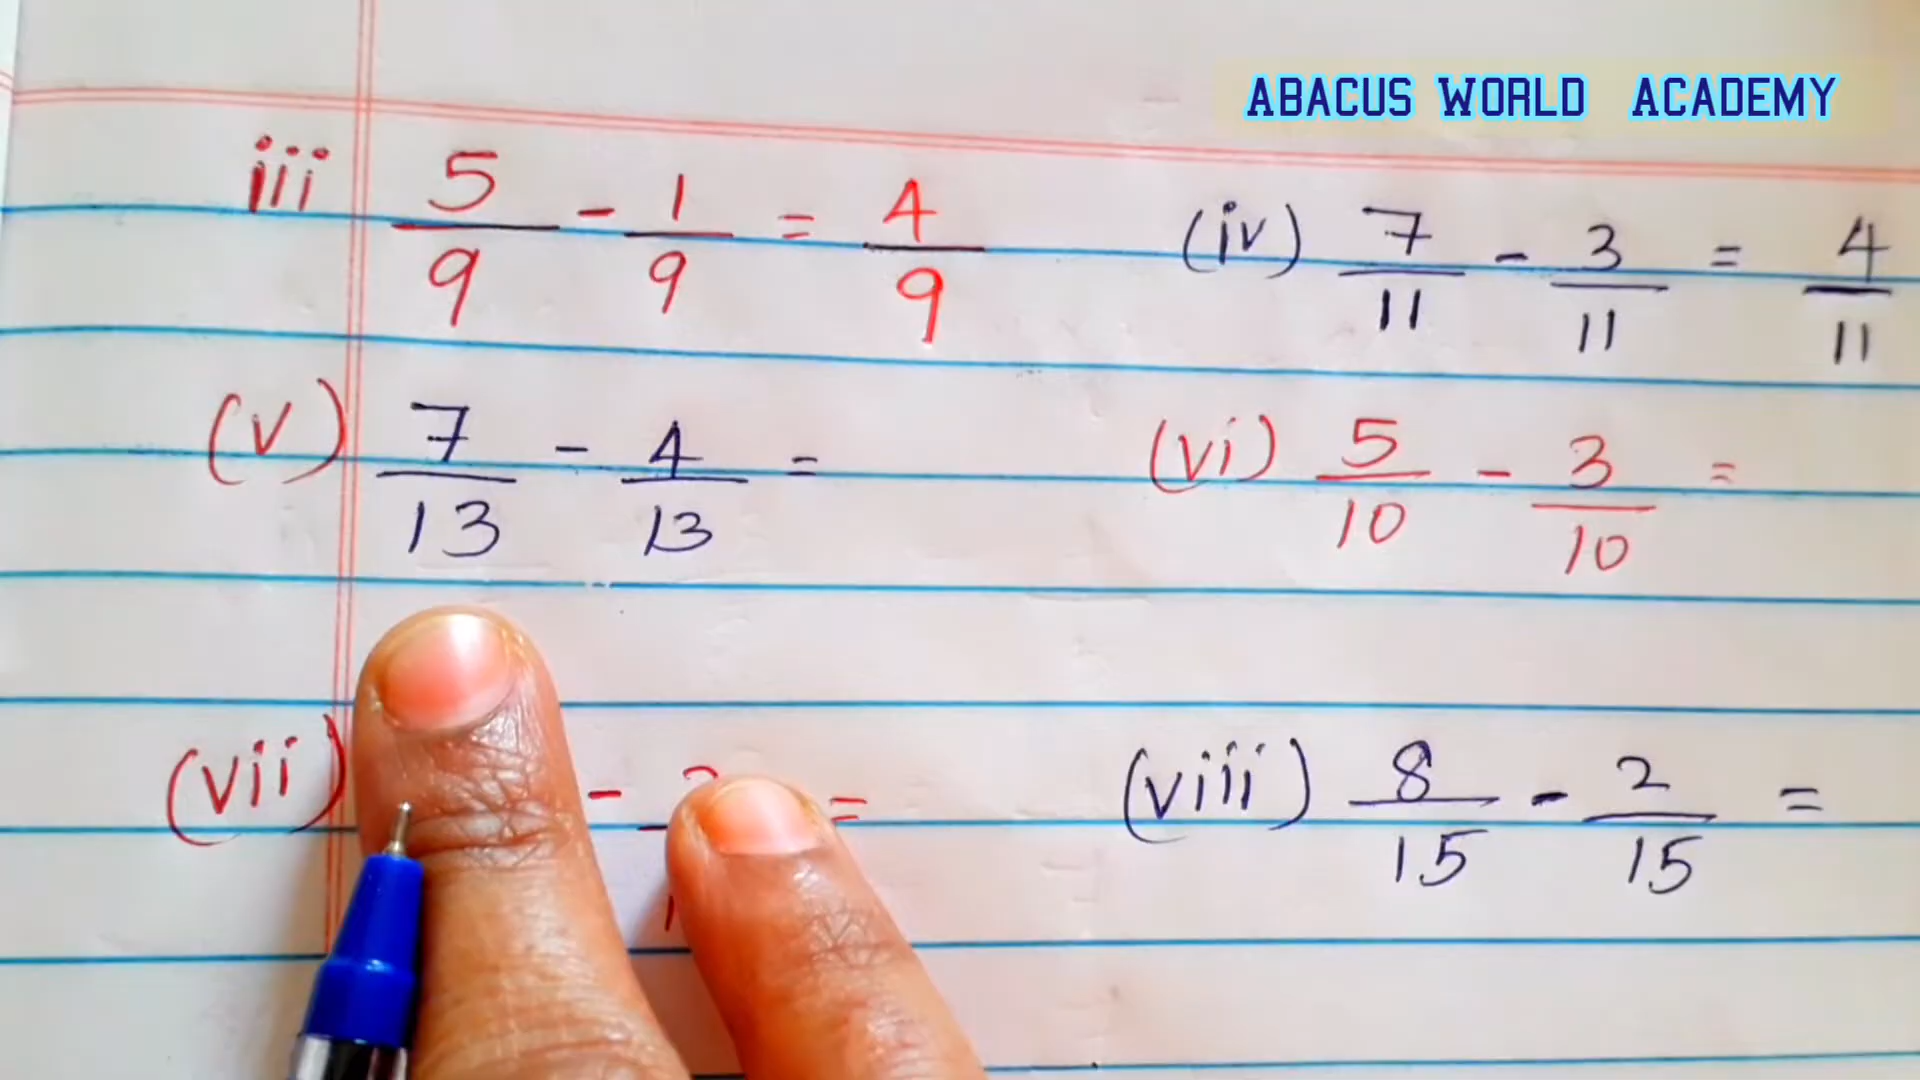 ABACUS WORLD ACADEMY
iii 5/9 - 1/9 = 4/9
(iv) 7/11 - 3/11 = 4/11
(v) 7/13 - 4/13 =
(vi) 5/10 - 3/10 =
(vii) - =
(viii) 8/15 - 2/15 =